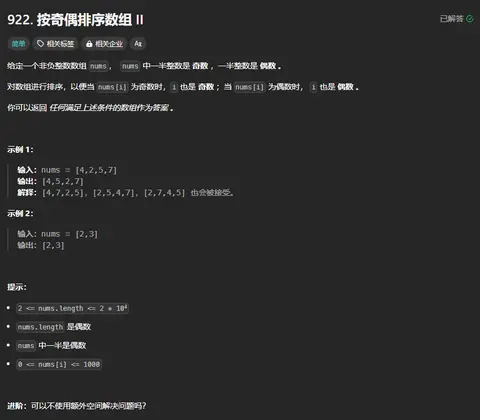 922. 按奇偶排序数组 II
已解答
简单 相关标签 相关企业 Ax
给定一个非负整数数组 nums， nums 中一半整数是 奇数 ，一半整数是 偶数 。
对数组进行排序，以便当 nums[i] 为奇数时，i 也是 奇数 ；当 nums[i] 为偶数时， i 也是 偶数 。
你可以返回 任何满足上述条件的数组作为答案 。
示例 1：
输入：nums = [4,2,5,7]
输出：[4,5,2,7]
解释：[4,7,2,5]，[2,5,4,7]，[2,7,4,5] 也会被接受。
示例 2：
输入：nums = [2,3]
输出：[2,3]
提示：
2 <= nums.length <= 2 * 10⁴
nums.length 是偶数
nums 中一半是偶数
0 <= nums[i] <= 1000
进阶：可以不使用额外空间解决问题吗？